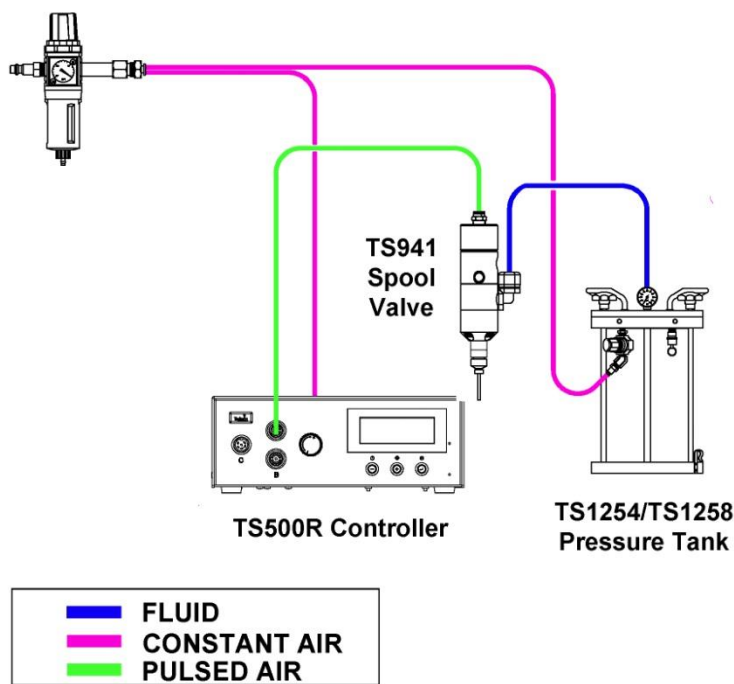 TS941
Spool
Valve
C
B
TS500R Controller
TS1254/TS1258
Pressure Tank
FLUID
CONSTANT AIR
PULSED AIR